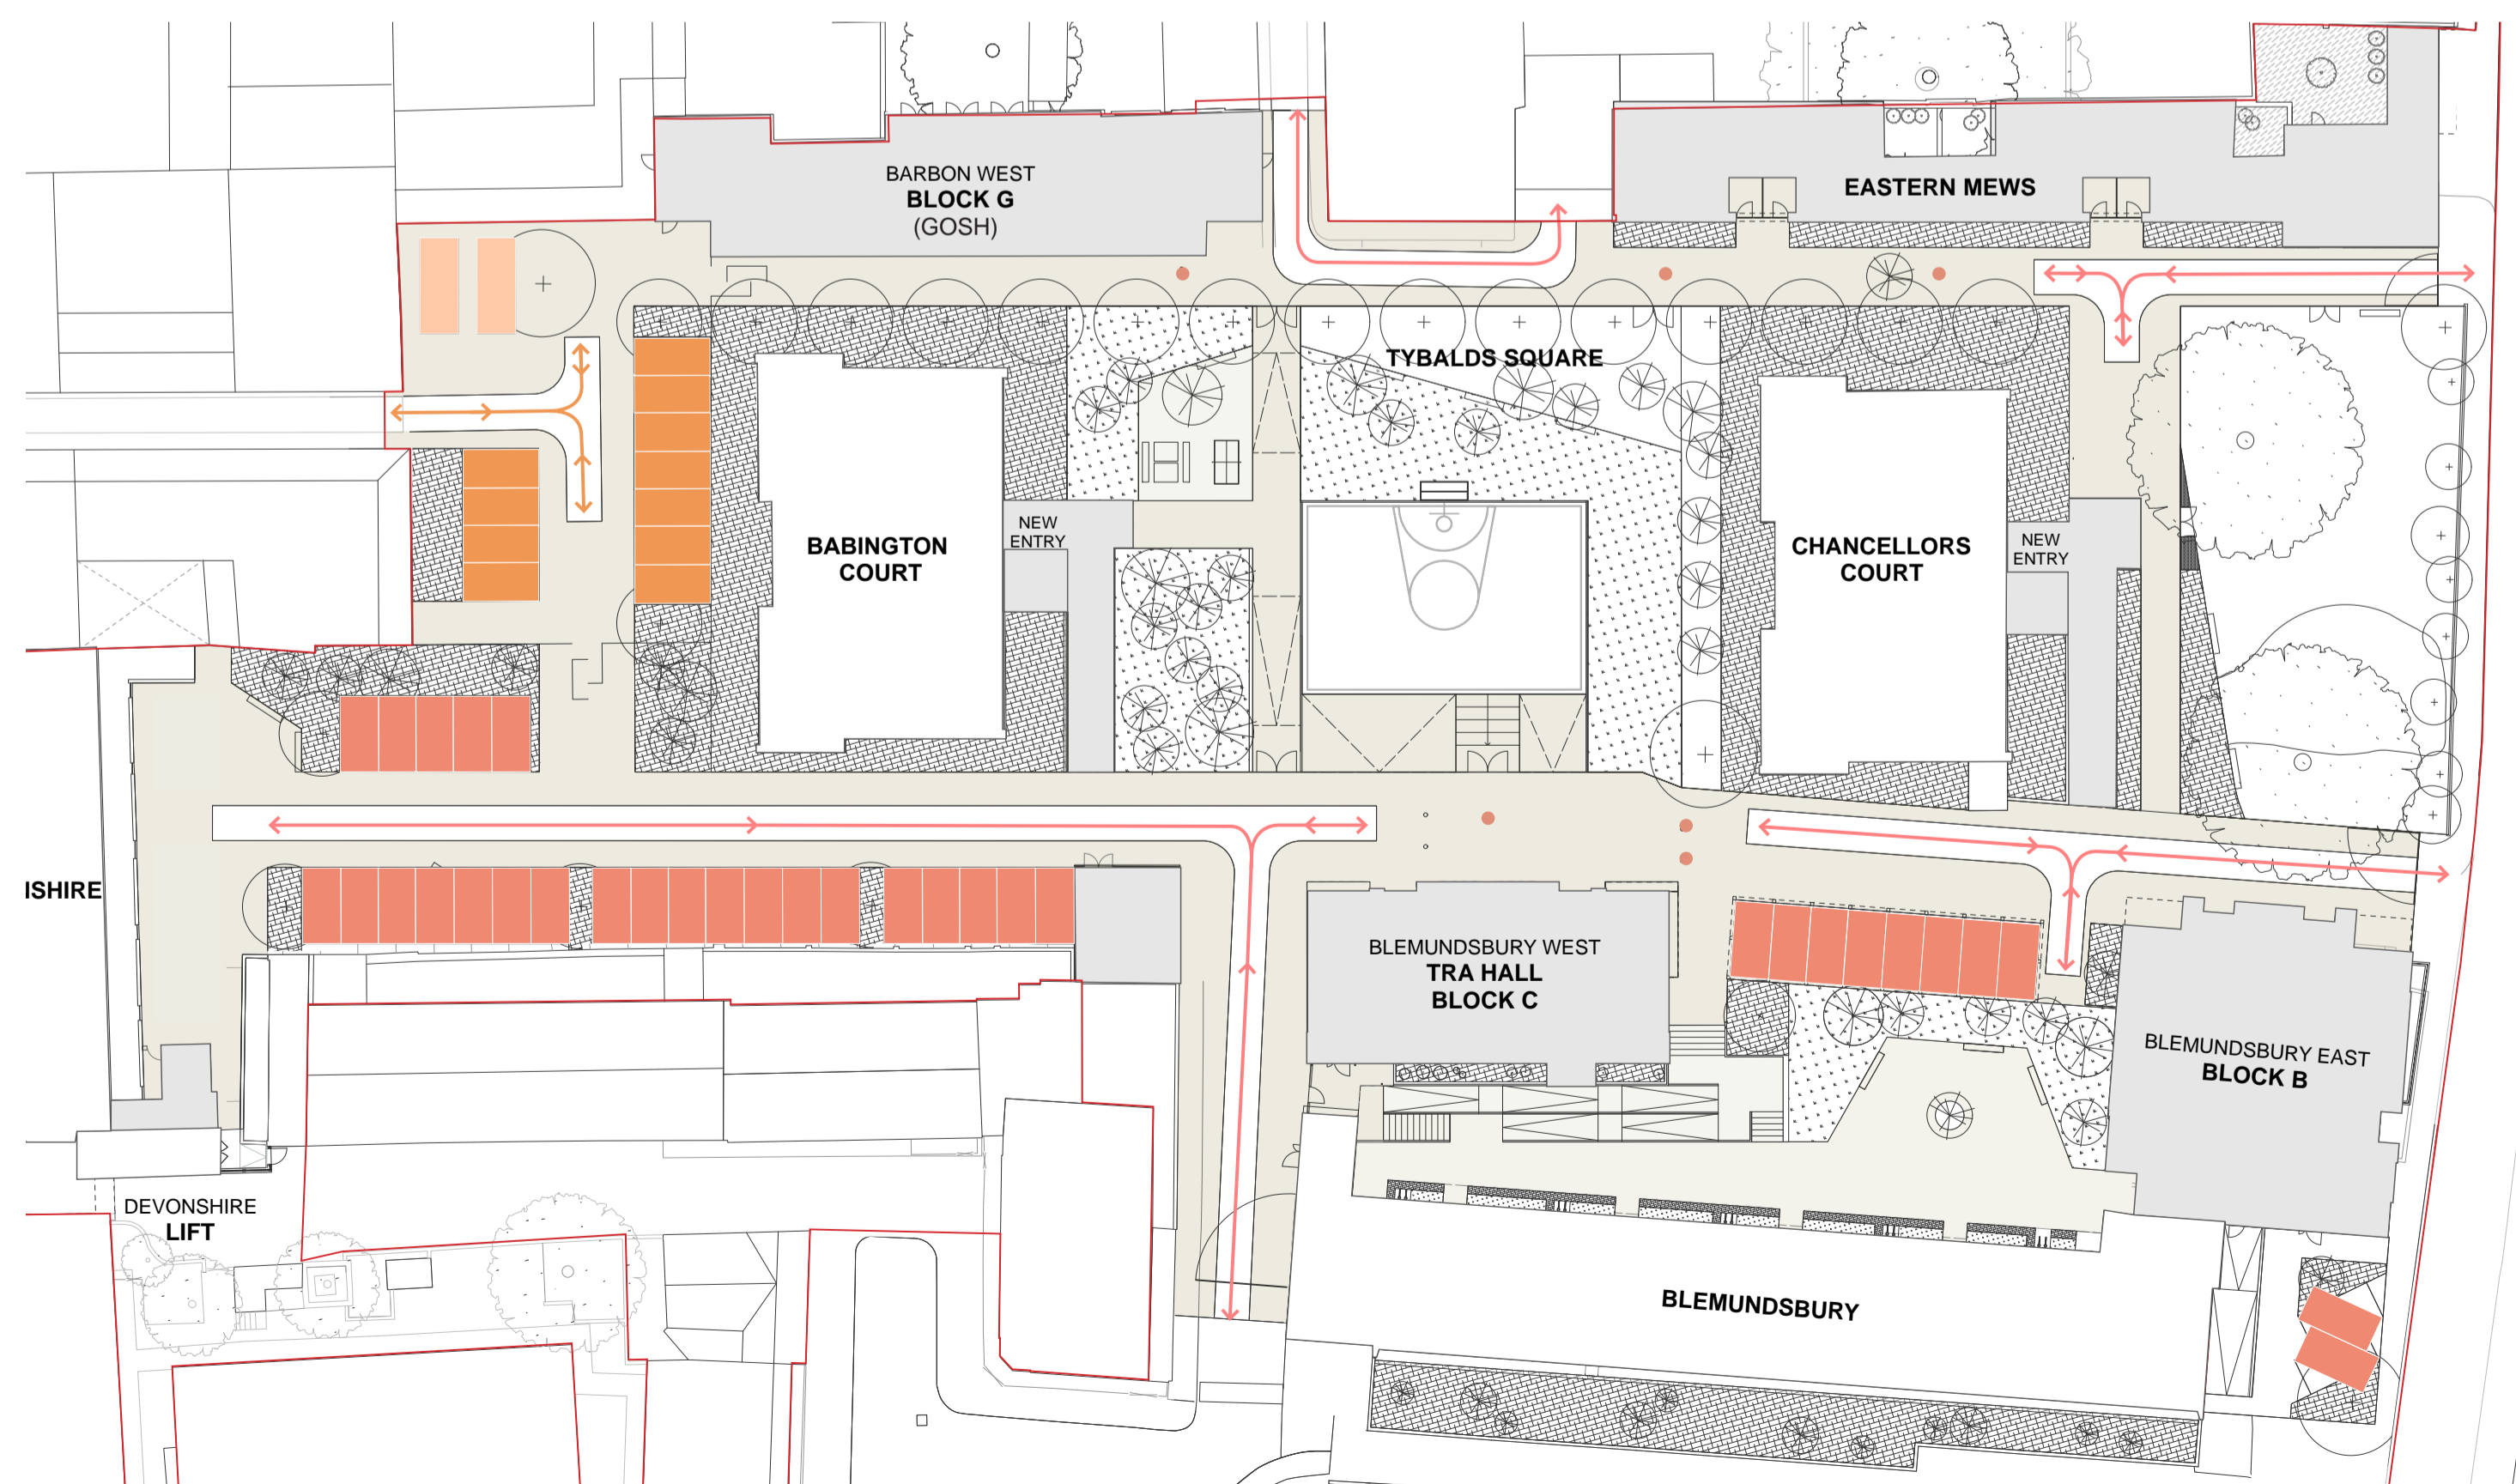 BARBON WEST
BLOCK G
(GOSH)
EASTERN MEWS
TYBALDS SQUARE
NEW
ENTRY
BABINGTON
COURT
CHANCELLORS
COURT
NEW
ENTRY
ISHIRE
BLEMUNDSBURY WEST
TRA HALL
BLOCK C
BLEMUNDSBURY EAST
BLOCK B
DEVONSHIRE
LIFT
BLEMUNDSBURY